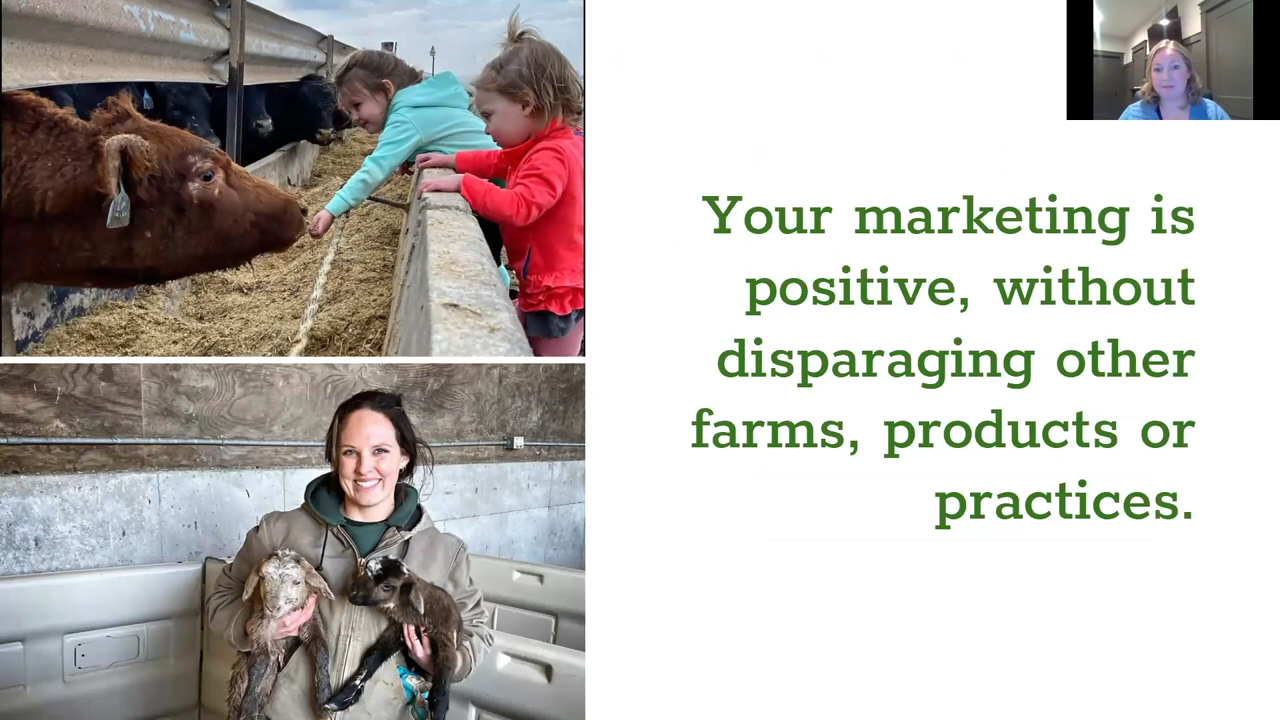 Your marketing is
positive, without
disparaging other
farms, products or
practices.